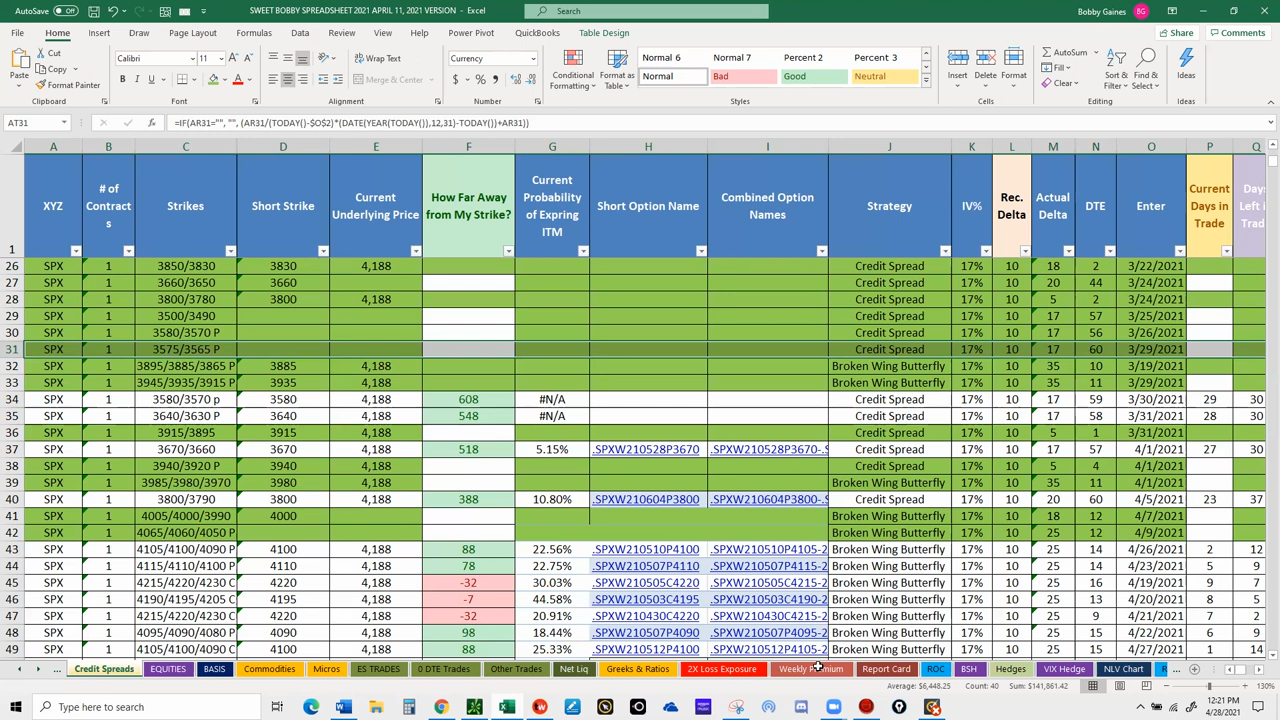 AutoSave Off SWEET BOBBY SPREADSHEET 2021 APRIL 11, 2021 VERSION - Excel Search Bobby Gaines BG
File Home Insert Draw Page Layout Formulas Data Review View Help Power Pivot QuickBooks Table Design Share Comments
Paste Cut Copy Format Painter Calibri 11 Wrap Text Merge & Center Currency Conditional Formatting Format as Table Normal 6 Normal 7 Percent 2 Percent 3 Normal Bad Good Neutral Insert Delete Format AutoSum Fill Clear Sort & Filter Find & Select Ideas
Clipboard Font Alignment Number Styles Cells Editing Ideas
AT31 =IF(AR31="", "", (AR31/(TODAY()-$O$2)*(DATE(YEAR(TODAY()),12,31)-TODAY())+AR31))
A B C D E F G H I J K L M N O P Q
1 XYZ # of Contracts Strikes Short Strike Current Underlying Price How Far Away from My Strike? Current Probability of Expring ITM Short Option Name Combined Option Names Strategy IV% Rec. Delta Actual Delta DTE Enter Current Days in Trade Days Left i Trad
26 SPX 1 3850/3830 3830 4,188 Credit Spread 17% 10 18 2 3/22/2021
27 SPX 1 3660/3650 3660 Credit Spread 17% 10 20 44 3/24/2021
28 SPX 1 3800/3780 3800 4,188 Credit Spread 17% 10 5 2 3/24/2021
29 SPX 1 3500/3490 Credit Spread 17% 10 17 57 3/25/2021
30 SPX 1 3580/3570 P Credit Spread 17% 10 17 56 3/26/2021
31 SPX 1 3575/3565 P Credit Spread 17% 10 17 60 3/29/2021
32 SPX 1 3895/3885/3865 P 3885 4,188 Broken Wing Butterfly 17% 10 35 10 3/19/2021
33 SPX 1 3945/3935/3915 P 3935 4,188 Broken Wing Butterfly 17% 10 35 11 3/29/2021
34 SPX 1 3580/3570 p 3580 4,188 608 #N/A Credit Spread 17% 10 17 59 3/30/2021 29 30
35 SPX 1 3640/3630 P 3640 4,188 548 #N/A Credit Spread 17% 10 17 58 3/31/2021 28 30
36 SPX 1 3915/3895 3915 4,188 Credit Spread 17% 10 5 1 3/31/2021
37 SPX 1 3670/3660 3670 4,188 518 5.15% .SPXW210528P3670 .SPXW210528P3670-.S Credit Spread 17% 10 17 57 4/1/2021 27 30
38 SPX 1 3940/3920 P 3940 4,188 Credit Spread 17% 10 5 4 4/1/2021
39 SPX 1 3985/3980/3970 3980 4,188 Broken Wing Butterfly 17% 10 35 11 4/1/2021
40 SPX 1 3800/3790 3800 4,188 388 10.80% .SPXW210604P3800 .SPXW210604P3800-.S Credit Spread 17% 10 20 60 4/5/2021 23 37
41 SPX 1 4005/4000/3990 4000 Broken Wing Butterfly 17% 10 18 12 4/7/2021
42 SPX 1 4065/4060/4050 P Broken Wing Butterfly 17% 10 25 12 4/9/2021
43 SPX 1 4105/4100/4090 P 4100 4,188 88 22.56% .SPXW210510P4100 .SPXW210510P4105-2 Broken Wing Butterfly 17% 10 25 14 4/26/2021 2 12
44 SPX 1 4115/4110/4100 P 4110 4,188 78 22.75% .SPXW210507P4110 .SPXW210507P4115-2 Broken Wing Butterfly 17% 10 25 14 4/23/2021 5 9
45 SPX 1 4215/4220/4230 C 4220 4,188 -32 30.03% .SPXW210505C4220 .SPXW210505C4215-2 Broken Wing Butterfly 17% 10 25 16 4/19/2021 9 7
46 SPX 1 4190/4195/4205 C 4195 4,188 -7 44.58% .SPXW210503C4195 .SPXW210503C4190-2 Broken Wing Butterfly 17% 10 25 13 4/20/2021 8 5
47 SPX 1 4215/4220/4230 C 4220 4,188 -32 20.91% .SPXW210430C4220 .SPXW210430C4215-2 Broken Wing Butterfly 17% 10 25 9 4/21/2021 7 2
48 SPX 1 4095/4090/4080 P 4090 4,188 98 18.44% .SPXW210507P4090 .SPXW210507P4095-2 Broken Wing Butterfly 17% 10 25 15 4/22/2021 6 9
49 SPX 1 4115/4110/4100 P 4100 4,188 88 25.33% .SPXW210512P4100 .SPXW210512P4105-2 Broken Wing Butterfly 17% 10 25 15 4/27/2021 1 14
Credit Spreads EQUITIES BASIS Commodities Micros ES TRADES 0 DTE Trades Other Trades Net Liq Greeks & Ratios 2X Loss Exposure Weekly Premium Report Card ROC BSH Hedges VIX Hedge NLV Chart R ...
Average: $6,448.25 Count: 40 Sum: $141,861.42 130%
Type here to search 12:21 PM
4/28/2021